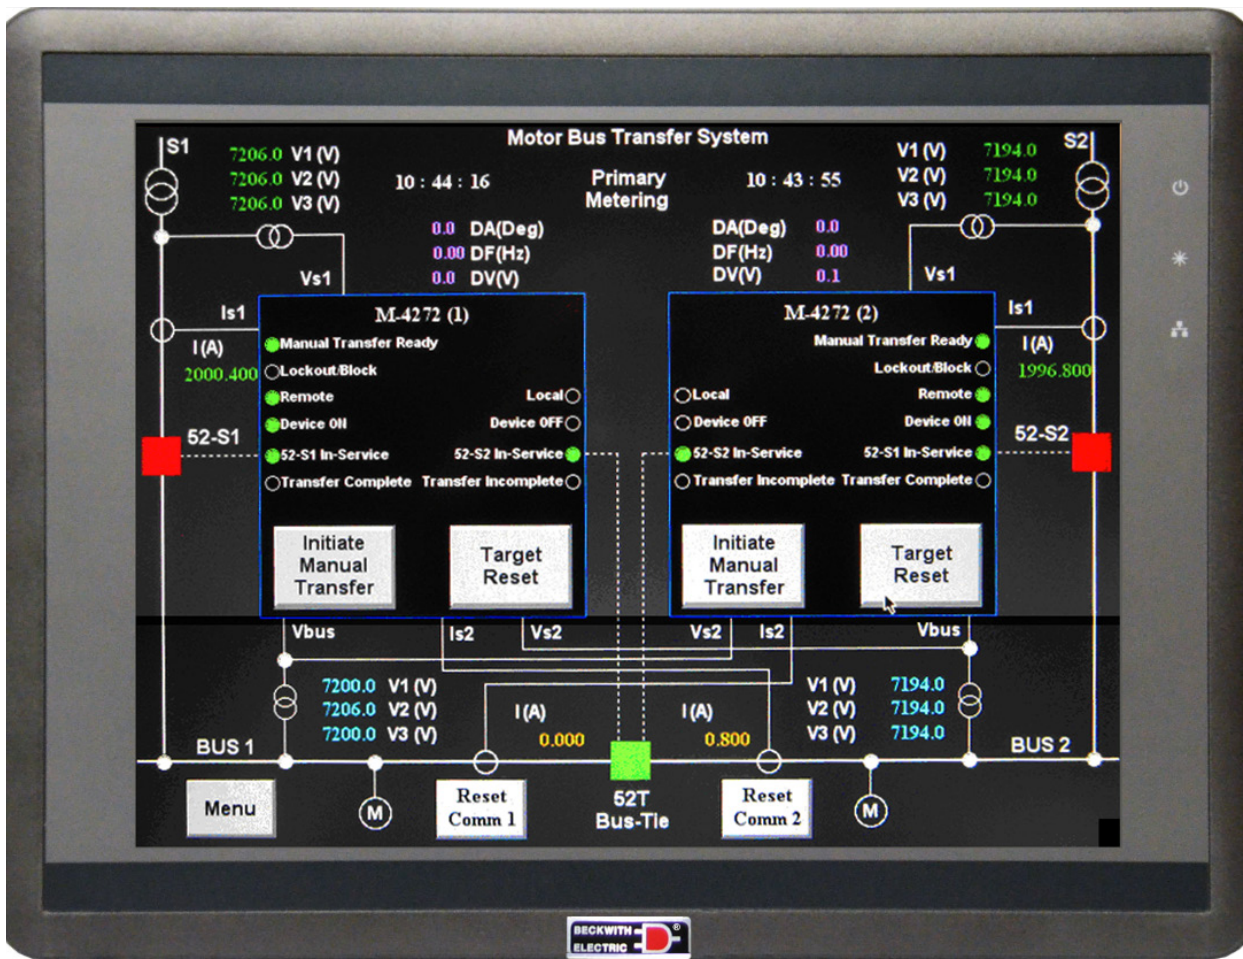 Motor Bus Transfer System
S1
7206.0 V1 (V)
7206.0 V2 (V)
7206.0 V3 (V)
10 : 44 : 16
Primary
Metering
10 : 43 : 55
V1 (V) 7194.0
V2 (V) 7194.0
V3 (V) 7194.0
S2
0.0 DA(Deg)
0.00 DF(Hz)
0.0 DV(V)
DA(Deg) 0.0
DF(Hz) 0.00
DV(V) 0.1
Vs1
Vs1
Is1
I (A)
2000.400
52-S1
M-4272 (1)
Manual Transfer Ready
Lockout/Block
Remote Local
Device ON Device OFF
52-S1 In-Service 52-S2 In-Service
Transfer Complete Transfer Incomplete
Initiate
Manual
Transfer
Target
Reset
M-4272 (2)
Manual Transfer Ready
Lockout/Block
Local Remote
Device OFF Device ON
52-S2 In-Service 52-S1 In-Service
Transfer Incomplete Transfer Complete
Initiate
Manual
Transfer
Target
Reset
Is1
I (A)
1996.800
52-S2
Vbus Is2 Vs2
Vs2 Is2 Vbus
7200.0 V1 (V)
7206.0 V2 (V)
7200.0 V3 (V)
I (A)
0.000
I (A)
0.800
V1 (V) 7194.0
V2 (V) 7194.0
V3 (V) 7194.0
BUS 1
BUS 2
Menu
M
Reset
Comm 1
52T
Bus-Tie
Reset
Comm 2
M
BECKWITH
ELECTRIC
®